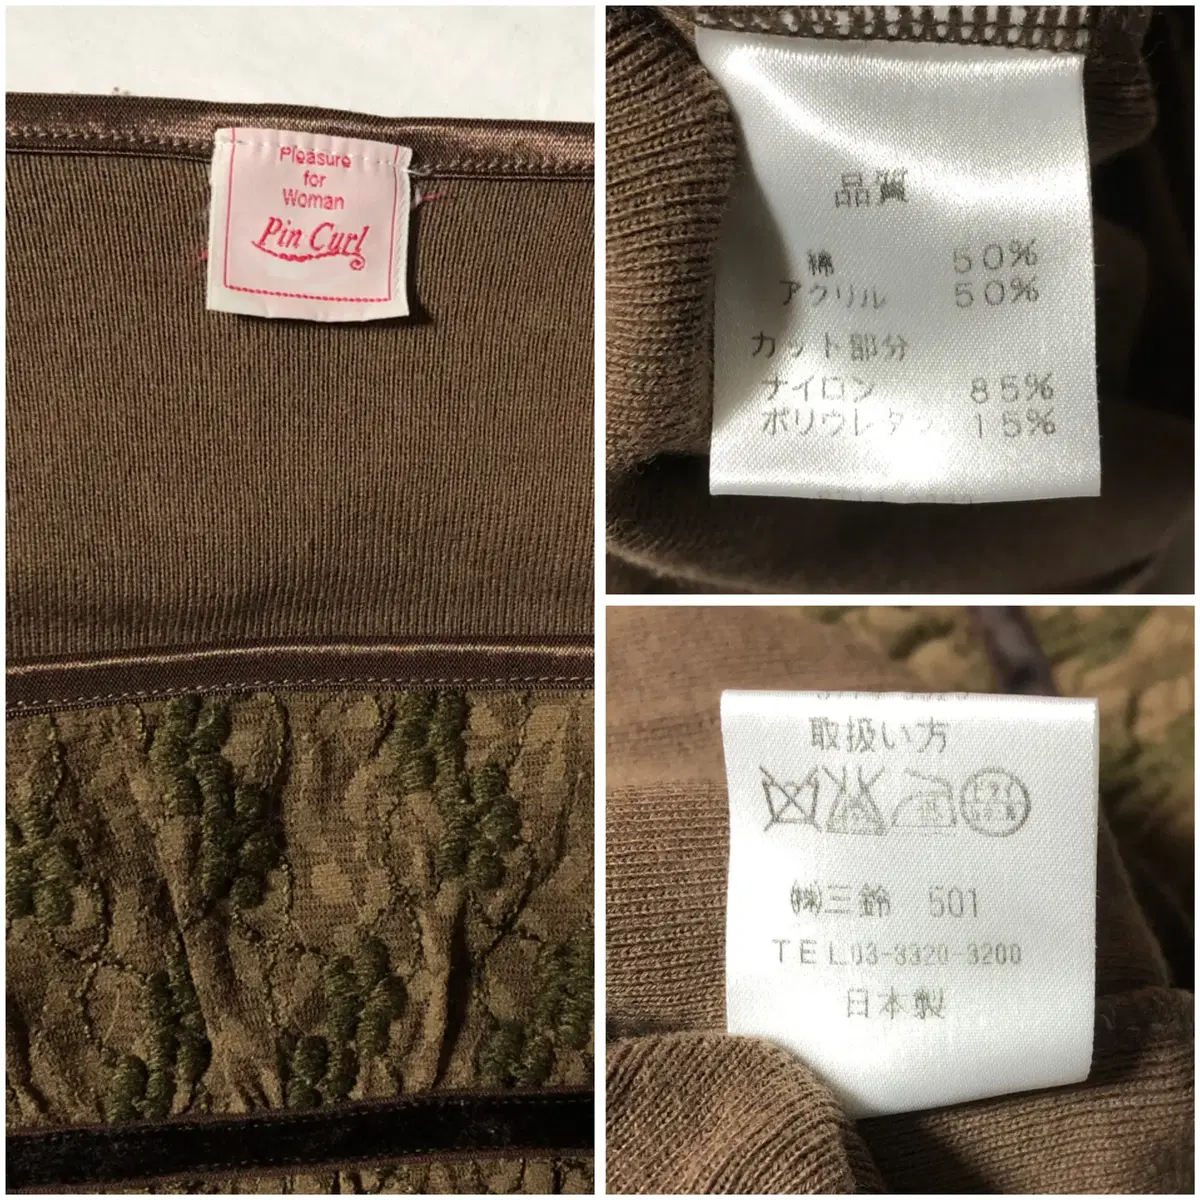 Pleasure
for
Woman
Pin Curl
品質
綿 50%
アクリル 50%
カット部分
ナイロン 85%
ポリウレタン 15%
取扱い方
㈱三鈴 501
TEL 03-3320-3200
日本製